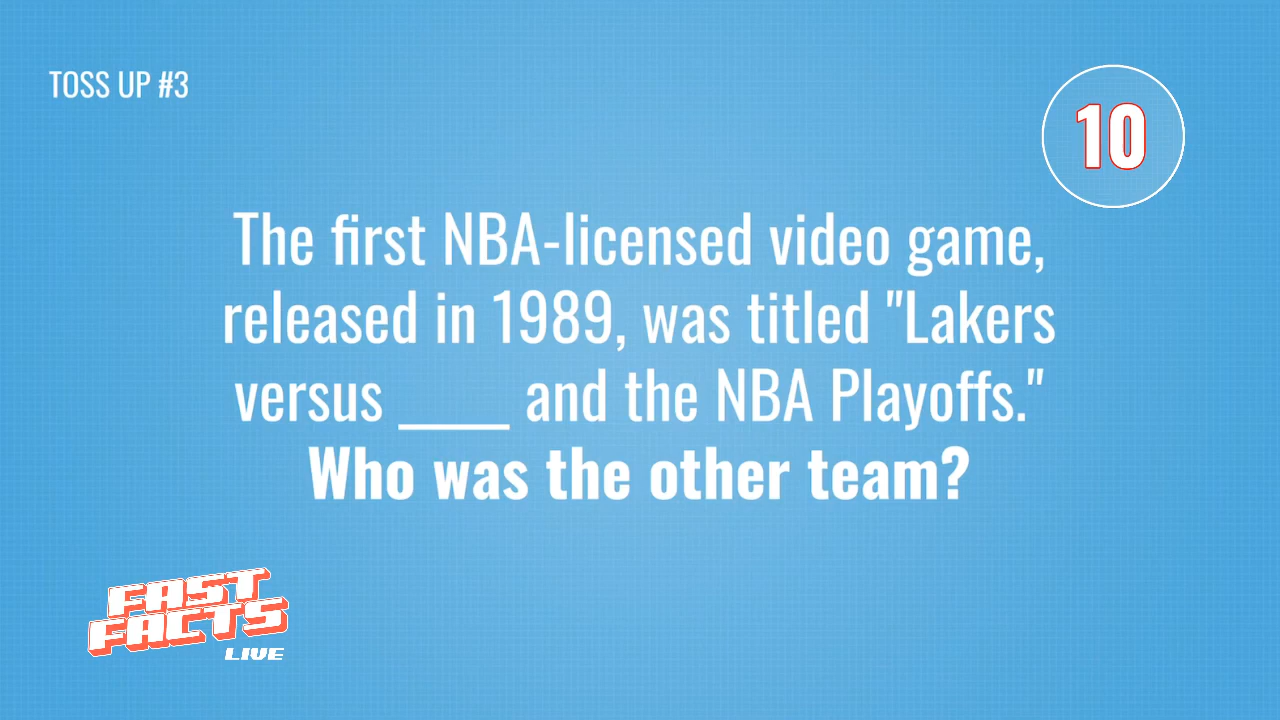 TOSS UP #3
10
The first NBA-licensed video game,
released in 1989, was titled "Lakers
versus ____ and the NBA Playoffs."
Who was the other team?
FAST
FACTS
LIVE